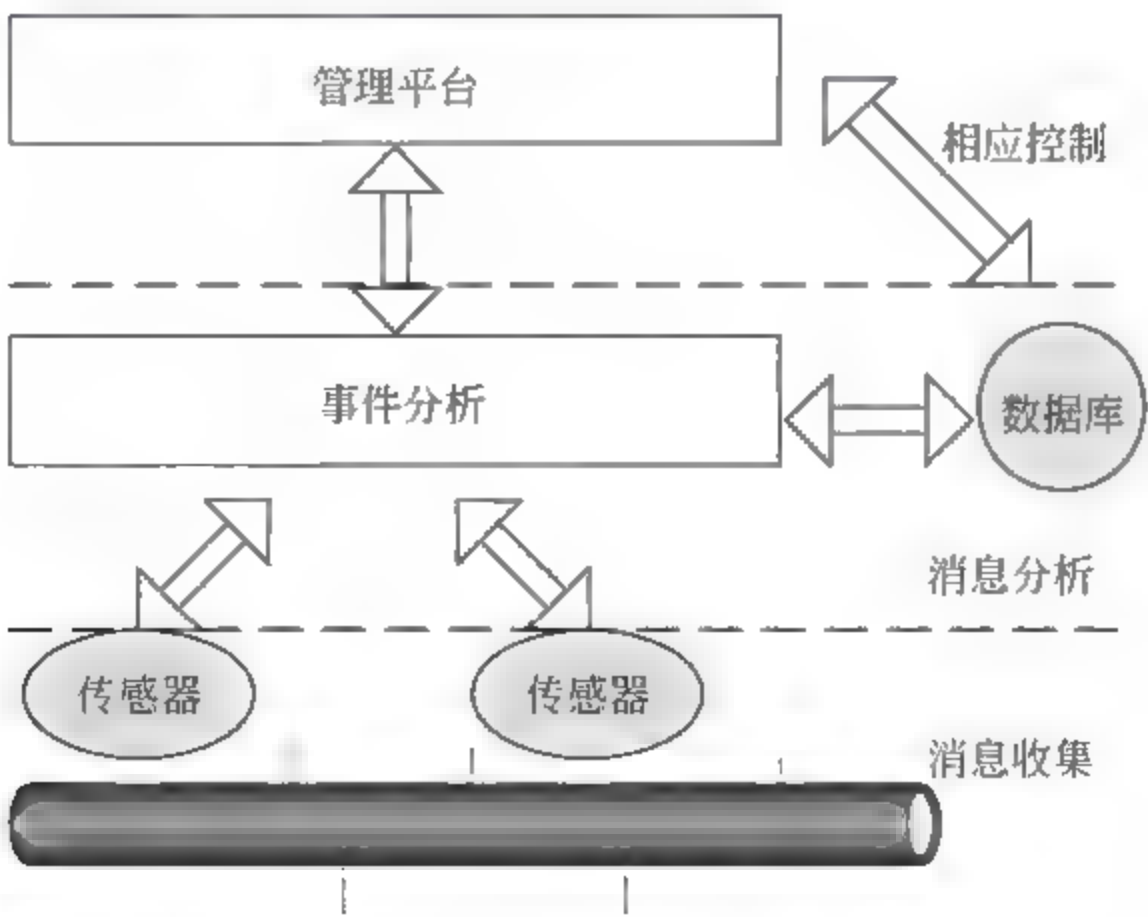 管理平台
相应控制
事件分析
数据库
消息分析
传感器
传感器
消息收集